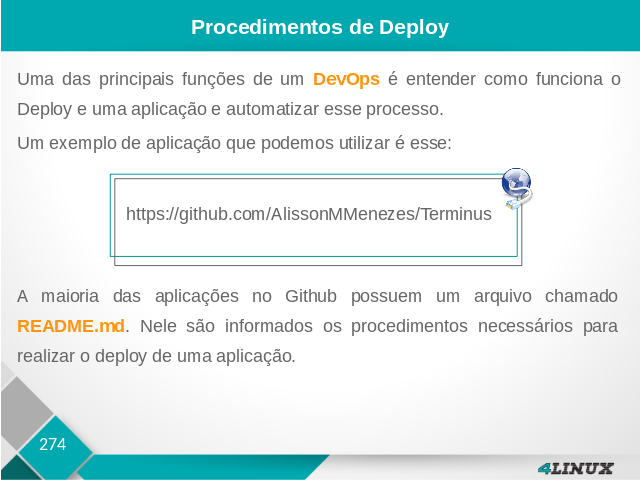 Procedimentos de Deploy
Uma das principais funções de um DevOps é entender como funciona o
Deploy e uma aplicação e automatizar esse processo.
Um exemplo de aplicação que podemos utilizar é esse:
https://github.com/AlissonMMenezes/Terminus
A maioria das aplicações no Github possuem um arquivo chamado
README.md. Nele são informados os procedimentos necessários para
realizar o deploy de uma aplicação.
274
4LINUX